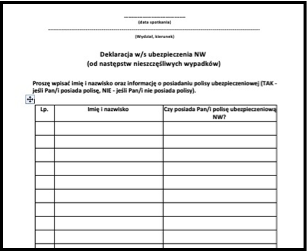 (data spotkania)
(Wydział, kierunek)
Deklaracja w/s ubezpieczenia NW
(od następstw nieszczęśliwych wypadków)
Proszę wpisać imię i nazwisko oraz informację o posiadaniu polisy ubezpieczeniowej (TAK -
jeśli Pan/i posiada polisę, NIE - jeśli Pan/i nie posiada polisy).
Lp. Imię i nazwisko Czy posiada Pan/i polisę ubezpieczeniową
NW?